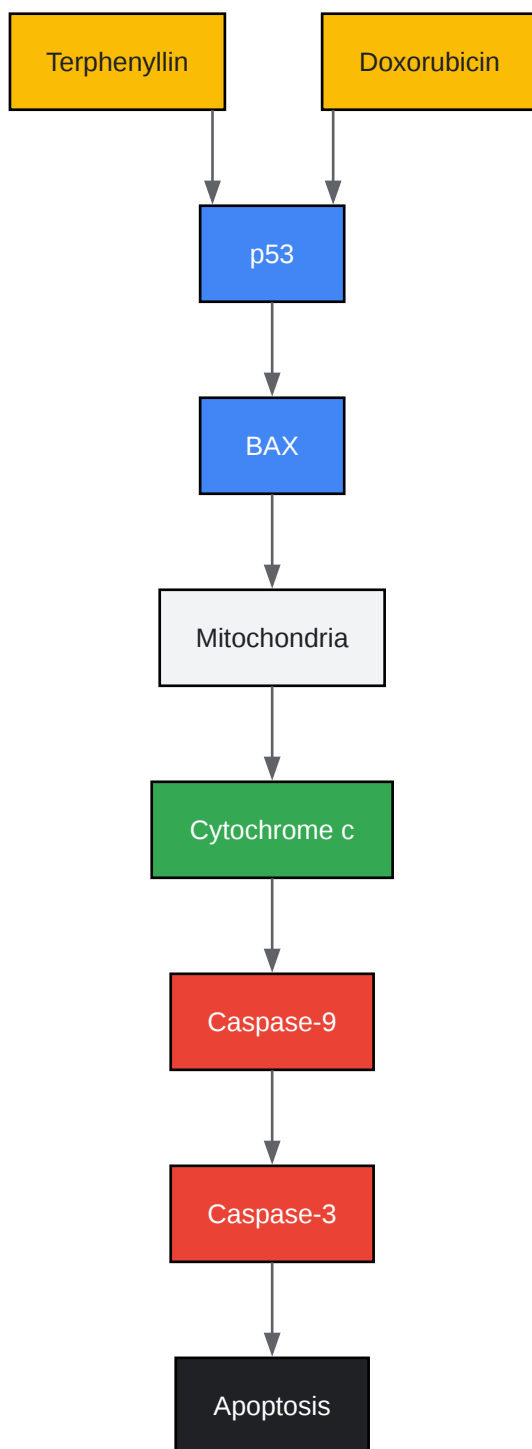 Terphenyllin
Doxorubicin
p53
BAX
Mitochondria
Cytochrome c
Caspase-9
Caspase-3
Apoptosis